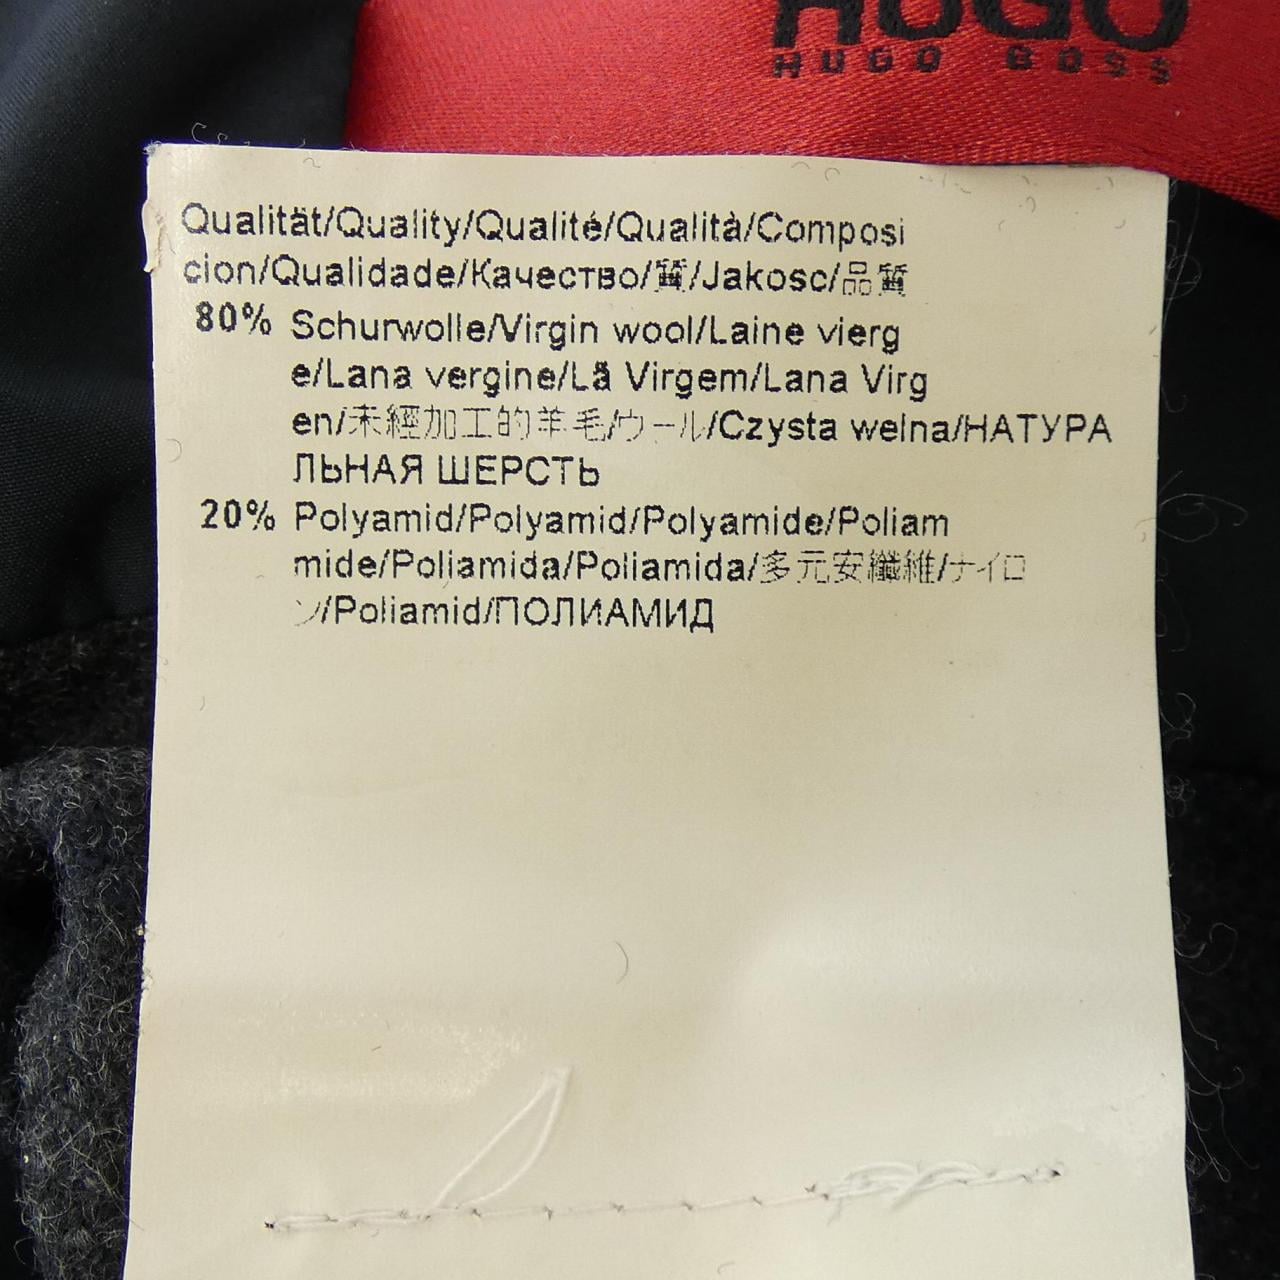 HUGO
HUGO BOSS
Qualität/Quality/Qualité/Qualità/Composi
cion/Qualidade/Качество/質/Jakosc/品質
80% Schurwolle/Virgin wool/Laine vierg
e/Lana vergine/Lã Virgem/Lana Virg
en/未經加工的羊毛/ウール/Czysta welna/НАТУРА
ЛЬНАЯ ШЕРСТЬ
20% Polyamid/Polyamid/Polyamide/Poliam
mide/Poliamida/Poliamida/多元安纖維/ナイロ
ン/Poliamid/ПОЛИАМИД